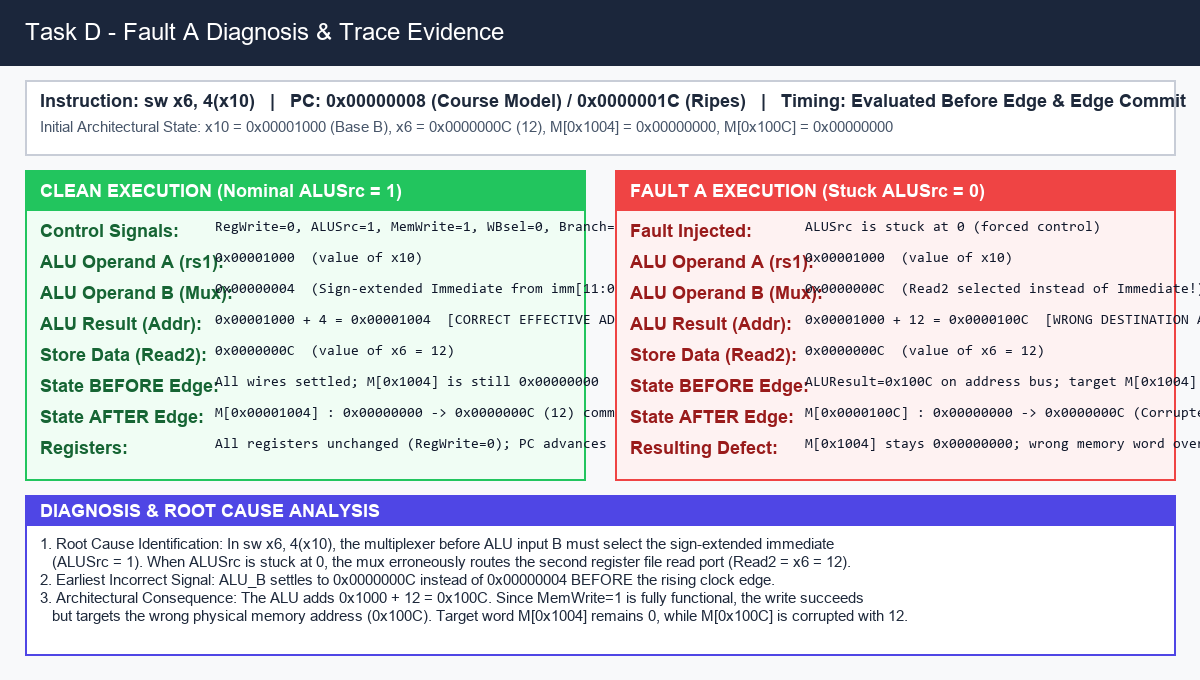 Task D - Fault A Diagnosis & Trace Evidence
Instruction: sw x6, 4(x10) | PC: 0x00000008 (Course Model) / 0x0000001C (Ripes) | Timing: Evaluated Before Edge & Edge Commit
Initial Architectural State: x10 = 0x00001000 (Base B), x6 = 0x0000000C (12), M[0x1004] = 0x00000000, M[0x100C] = 0x00000000
CLEAN EXECUTION (Nominal ALUSrc = 1)
Control Signals: RegWrite=0, ALUSrc=1, MemWrite=1, WBsel=0, Branch=
ALU Operand A (rs1): 0x00001000 (value of x10)
ALU Operand B (Mux): 0x00000004 (Sign-extended Immediate from imm[11:0
ALU Result (Addr): 0x00001000 + 4 = 0x00001004 [CORRECT EFFECTIVE AD
Store Data (Read2): 0x0000000C (value of x6 = 12)
State BEFORE Edge: All wires settled; M[0x1004] is still 0x00000000
State AFTER Edge: M[0x00001004] : 0x00000000 -> 0x0000000C (12) comm
Registers: All registers unchanged (RegWrite=0); PC advances
FAULT A EXECUTION (Stuck ALUSrc = 0)
Fault Injected: ALUSrc is stuck at 0 (forced control)
ALU Operand A (rs1): 0x00001000 (value of x10)
ALU Operand B (Mux): 0x0000000C (Read2 selected instead of Immediate!
ALU Result (Addr): 0x00001000 + 12 = 0x0000100C [WRONG DESTINATION A
Store Data (Read2): 0x0000000C (value of x6 = 12)
State BEFORE Edge: ALUResult=0x100C on address bus; target M[0x1004]
State AFTER Edge: M[0x0000100C] : 0x00000000 -> 0x0000000C (Corrupte
Resulting Defect: M[0x1004] stays 0x00000000; wrong memory word over
DIAGNOSIS & ROOT CAUSE ANALYSIS
1. Root Cause Identification: In sw x6, 4(x10), the multiplexer before ALU input B must select the sign-extended immediate
(ALUSrc = 1). When ALUSrc is stuck at 0, the mux erroneously routes the second register file read port (Read2 = x6 = 12).
2. Earliest Incorrect Signal: ALU_B settles to 0x0000000C instead of 0x00000004 BEFORE the rising clock edge.
3. Architectural Consequence: The ALU adds 0x1000 + 12 = 0x100C. Since MemWrite=1 is fully functional, the write succeeds
but targets the wrong physical memory address (0x100C). Target word M[0x1004] remains 0, while M[0x100C] is corrupted with 12.